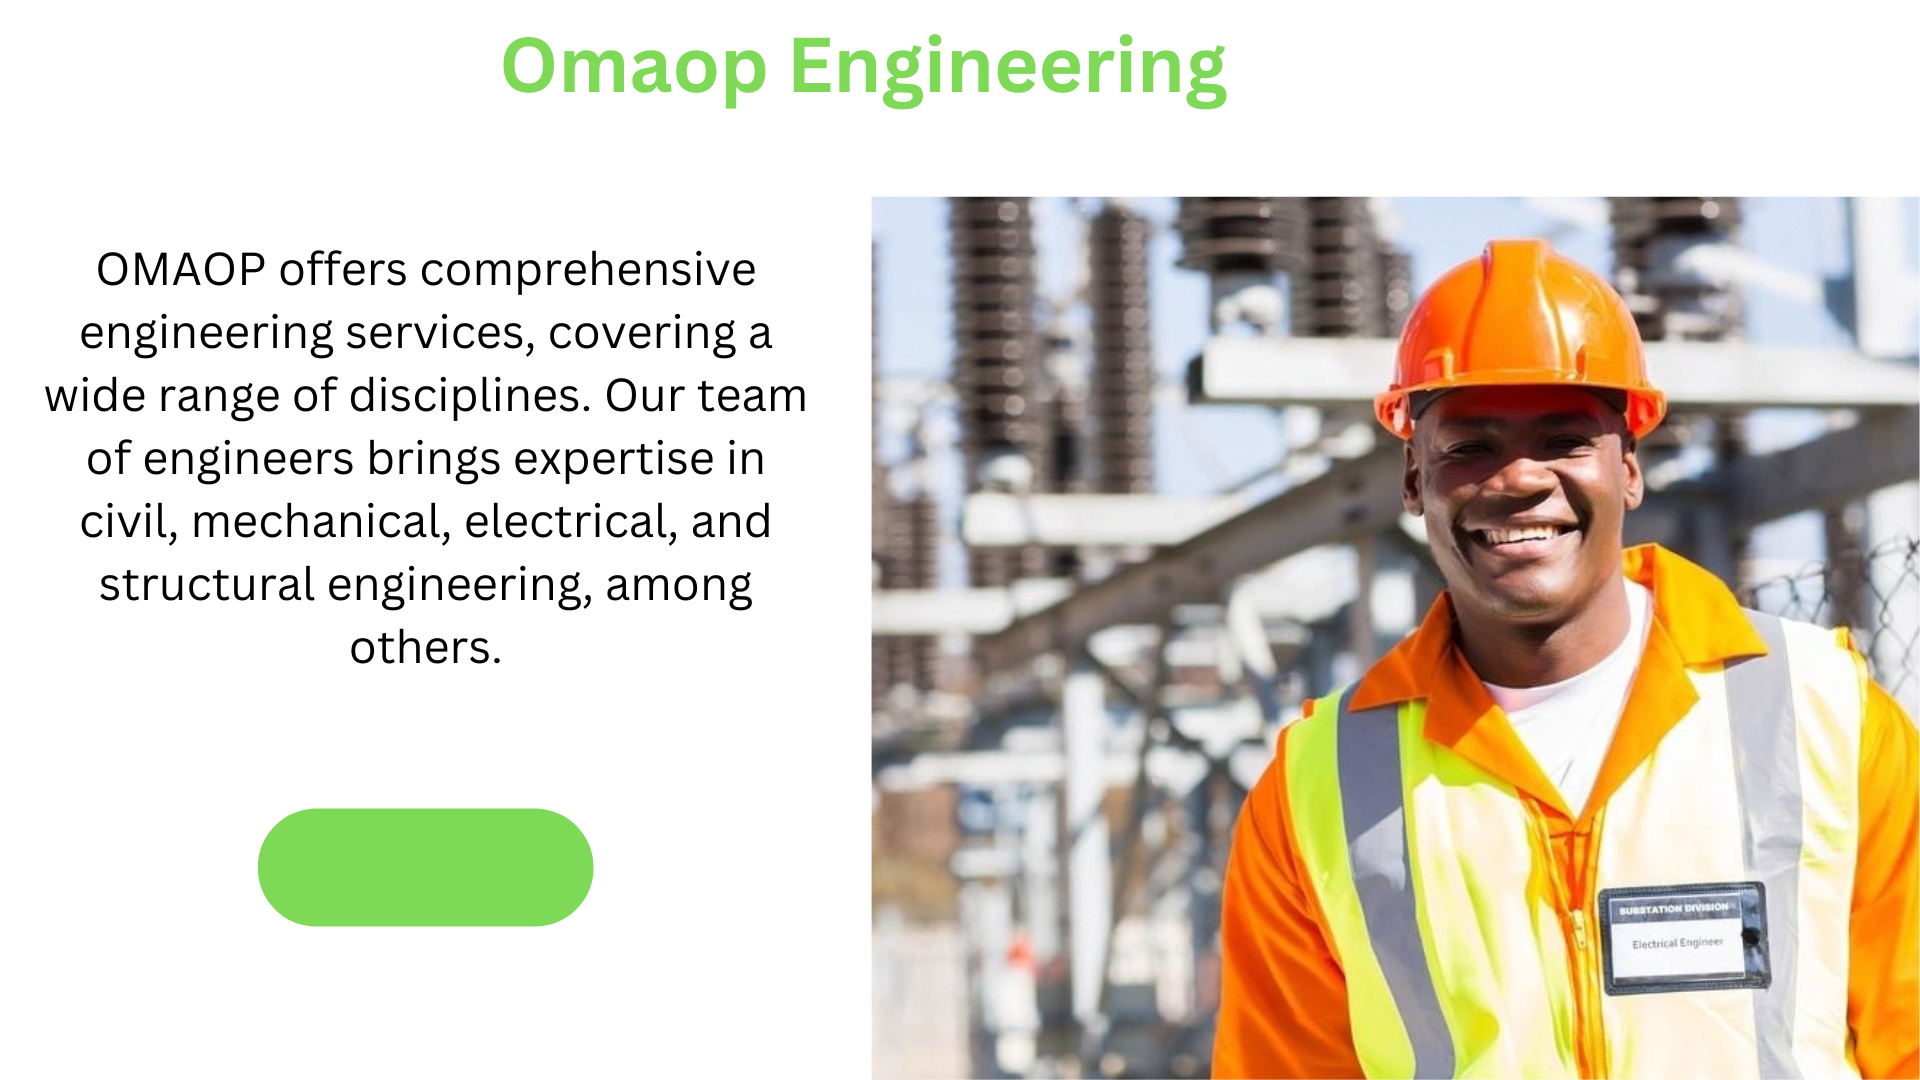 Omaop Engineering
OMAOP offers comprehensive
engineering services, covering a
wide range of disciplines. Our team
of engineers brings expertise in
civil, mechanical, electrical, and
structural engineering, among
others.
SUBSTATION DIVISION
Electrical Engineer